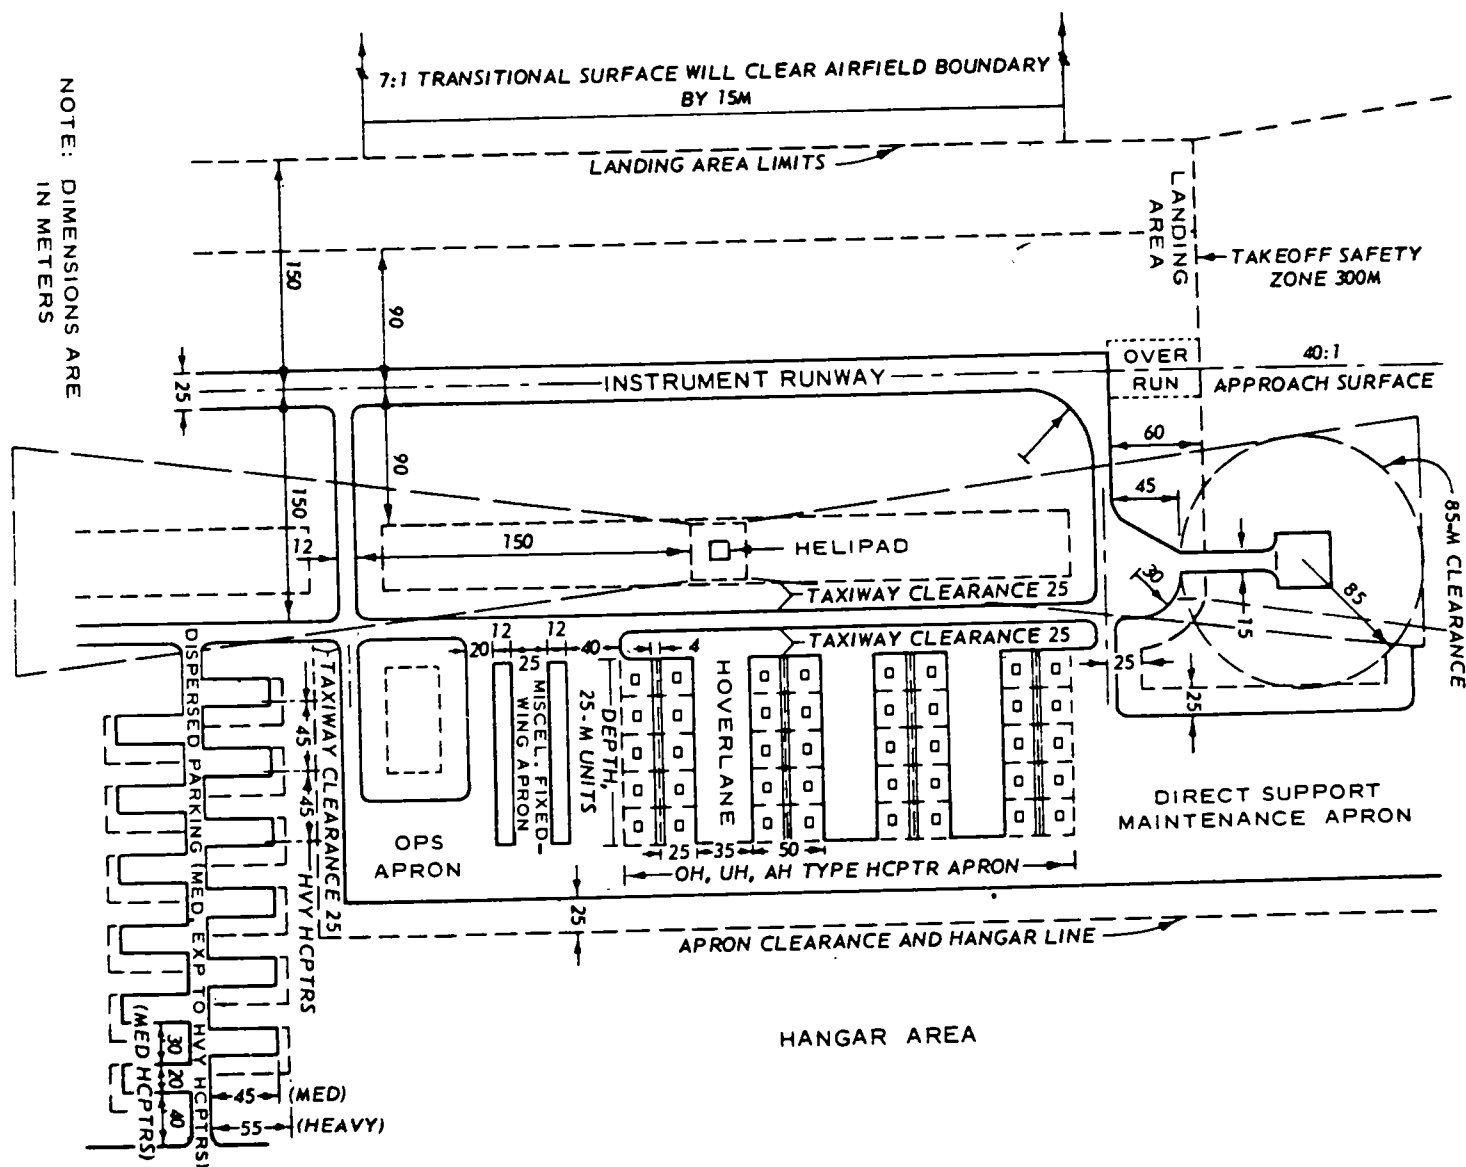 7:1 TRANSITIONAL SURFACE WILL CLEAR AIRFIELD BOUNDARY
BY 15M
NOTE: DIMENSIONS ARE
IN METERS
LANDING AREA LIMITS
LANDING
AREA
TAKEOFF SAFETY
ZONE 300M
150
90
25
INSTRUMENT RUNWAY
OVER
RUN
40:1
APPROACH SURFACE
90
150
60
45
85-M CLEARANCE
12
150
HELIPAD
30
15
85
TAXIWAY CLEARANCE 25
TAXIWAY CLEARANCE 25
20
12
25
12
40
4
25
25
DISPERSED PARKING (MED, EXP TO HVY HCPTRS)
45
45
HVY HCPTRS
TAXIWAY CLEARANCE 25
OPS
APRON
MISCEL. FIXED-
WING APRON
25-M UNITS
DEPTH,
HOVERLANE
25
35
50
OH, UH, AH TYPE HCPTR APRON
DIRECT SUPPORT
MAINTENANCE APRON
25
APRON CLEARANCE AND HANGAR LINE
HANGAR AREA
30
20
40
(MED HCPTRS)
45
(MED)
55
(HEAVY)